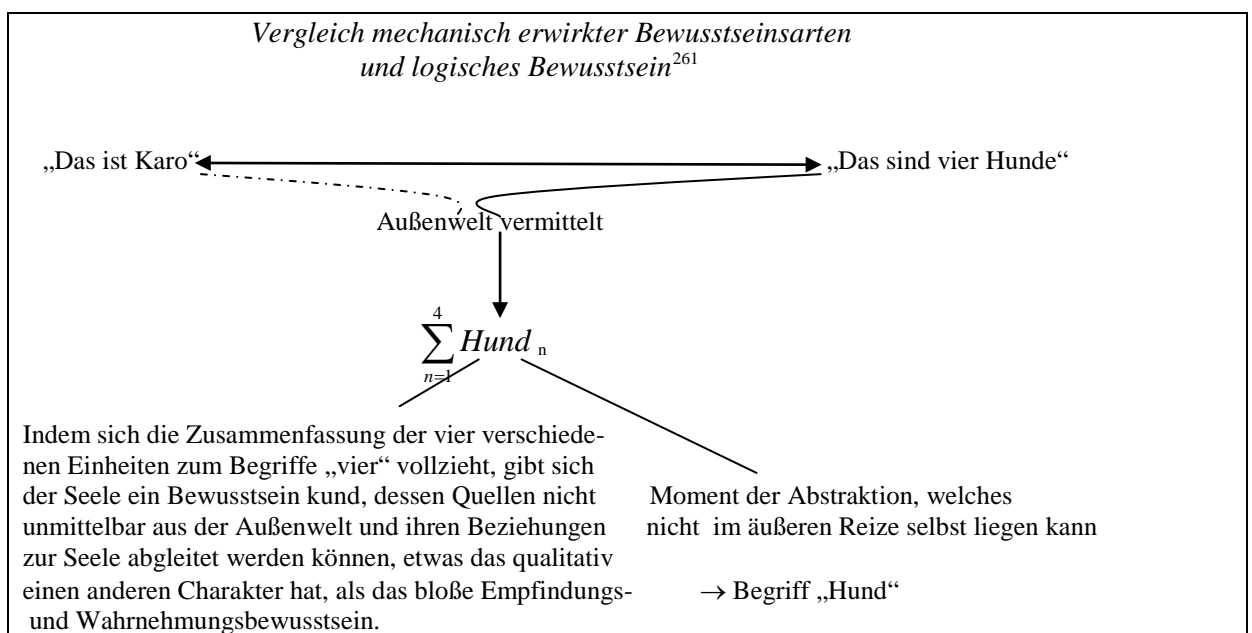 Vergleich mechanisch erwirkter Bewusstseinsarten
und logisches Bewusstsein261
„Das ist Karo“ „Das sind vier Hunde“
Außenwelt vermittelt
4
∑ Hund n
n=1
Indem sich die Zusammenfassung der vier verschiede-
nen Einheiten zum Begriffe „vier“ vollzieht, gibt sich
der Seele ein Bewusstsein kund, dessen Quellen nicht
unmittelbar aus der Außenwelt und ihren Beziehungen
zur Seele abgleitet werden können, etwas das qualitativ
einen anderen Charakter hat, als das bloße Empfindungs-
und Wahrnehmungsbewusstsein.
Moment der Abstraktion, welches
nicht im äußeren Reize selbst liegen kann
→ Begriff „Hund“